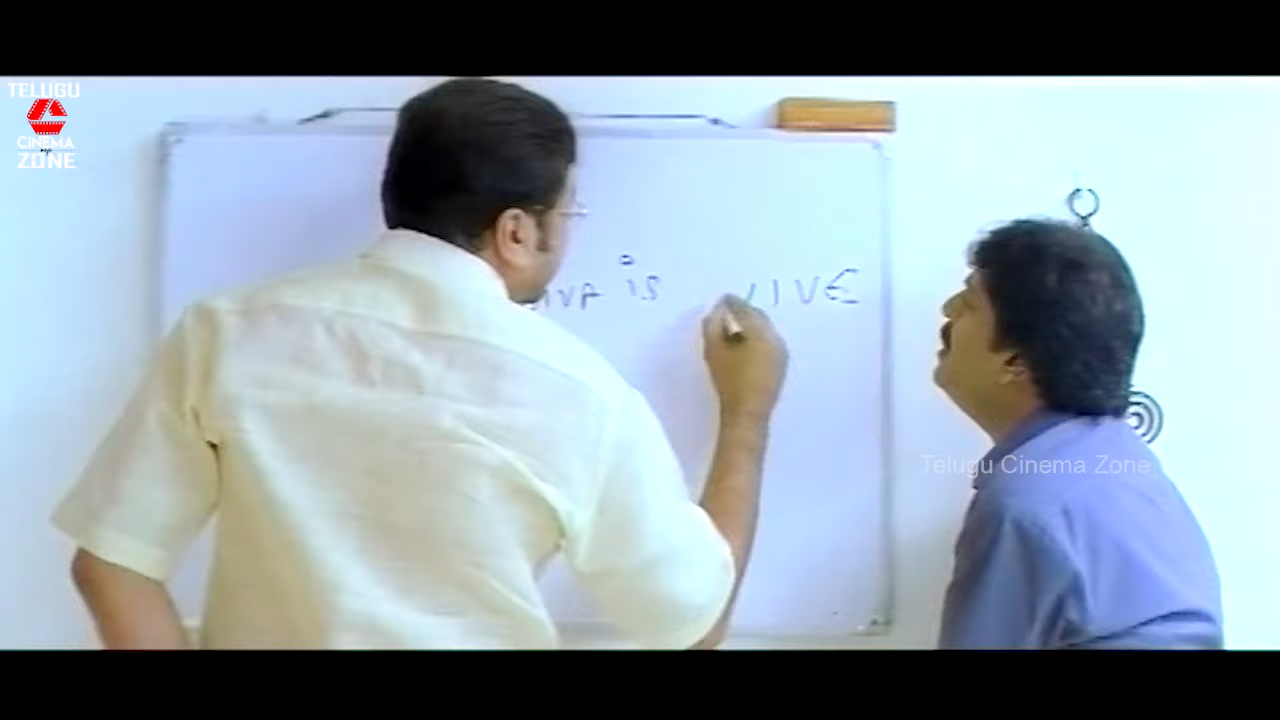 TELUGU
CINEMA
ZONE
is VIVE
Telugu Cinema Zone